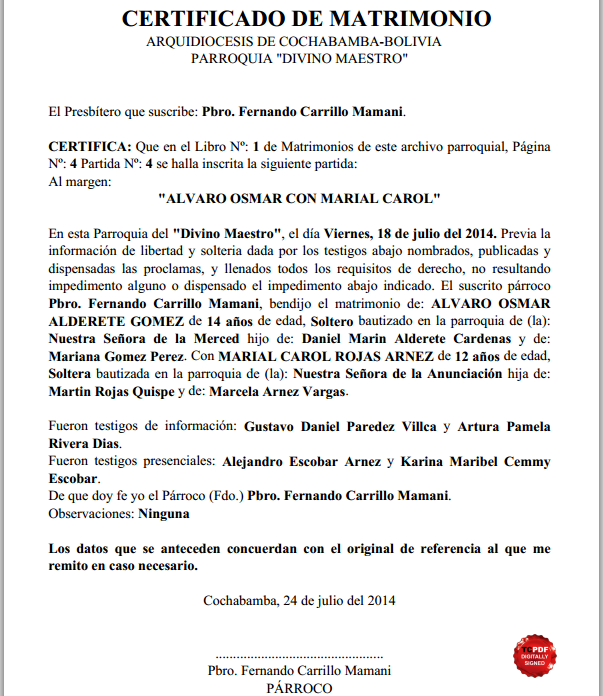 CERTIFICADO DE MATRIMONIO
ARQUIDIOCESIS DE COCHABAMBA-BOLIVIA
PARROQUIA "DIVINO MAESTRO"
El Presbítero que suscribe: Pbro. Fernando Carrillo Mamani.
CERTIFICA: Que en el Libro Nº: 1 de Matrimonios de este archivo parroquial, Página
Nº: 4 Partida Nº: 4 se halla inscrita la siguiente partida:
Al margen:
"ALVARO OSMAR CON MARIAL CAROL"
En esta Parroquia del "Divino Maestro", el día Viernes, 18 de julio del 2014. Previa la
información de libertad y solteria dada por los testigos abajo nombrados, publicadas y
dispensadas las proclamas, y llenados todos los requisitos de derecho, no resultando
impedimento alguno o dispensado el impedimento abajo indicado. El suscrito párroco
Pbro. Fernando Carrillo Mamani, bendijo el matrimonio de: ALVARO OSMAR
ALDERETE GOMEZ de 14 años de edad, Soltero bautizado en la parroquia de (la):
Nuestra Señora de la Merced hijo de: Daniel Marin Alderete Cardenas y de:
Mariana Gomez Perez. Con MARIAL CAROL ROJAS ARNEZ de 12 años de edad,
Soltera bautizada en la parroquia de (la): Nuestra Señora de la Anunciación hija de:
Martin Rojas Quispe y de: Marcela Arnez Vargas.
Fueron testigos de información: Gustavo Daniel Paredez Villca y Artura Pamela
Rivera Dias.
Fueron testigos presenciales: Alejandro Escobar Arnez y Karina Maribel Cemmy
Escobar.
De que doy fe yo el Párroco (Fdo.) Pbro. Fernando Carrillo Mamani.
Observaciones: Ninguna
Los datos que se anteceden concuerdan con el original de referencia al que me
remito en caso necesario.
Cochabamba, 24 de julio del 2014
................................................
Pbro. Fernando Carrillo Mamani
PÁRROCO
TCPDF
DIGITALLY
SIGNED